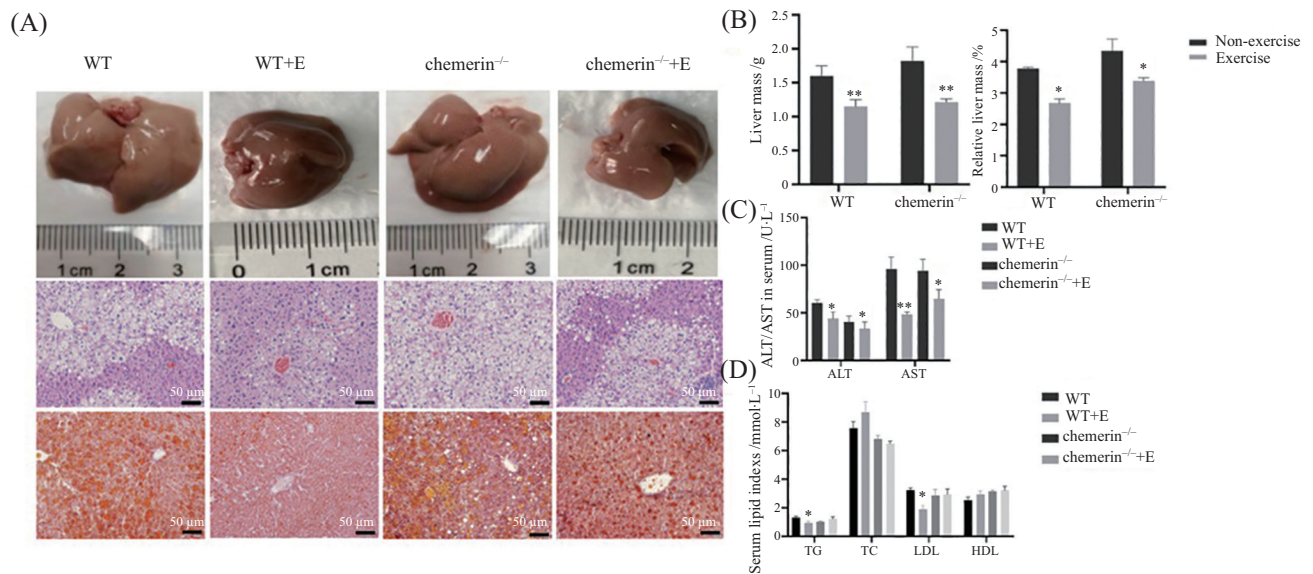 (A)
WT
WT+E
chemerin⁻/⁻
chemerin⁻/⁻+E
1cm 2 3
0 1cm
1cm 2 3
1cm 2
50 μm
50 μm
50 μm
50 μm
50 μm
50 μm
50 μm
50 μm
(B)
Liver mass /g
2.5
2.0
1.5
1.0
0.5
0
**
**
WT
chemerin⁻/⁻
Relative liver mass /%
5
4
3
2
1
0
*
*
WT
chemerin⁻/⁻
Non-exercise
Exercise
(C)
ALT/AST in serum /U·L⁻¹
150
100
50
0
*
*
**
*
ALT
AST
WT
WT+E
chemerin⁻/⁻
chemerin⁻/⁻+E
(D)
Serum lipid indexs /mmol·L⁻¹
10
8
6
4
2
0
*
*
TG
TC
LDL
HDL
WT
WT+E
chemerin⁻/⁻
chemerin⁻/⁻+E